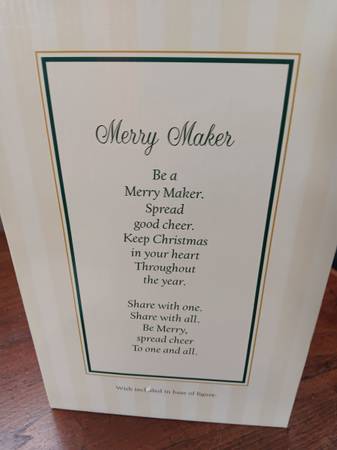 Merry Maker
Be a
Merry Maker.
Spread
good cheer.
Keep Christmas
in your heart
Throughout
the year.
Share with one.
Share with all.
Be Merry,
spread cheer
To one and all.
Wish included in base of figure.